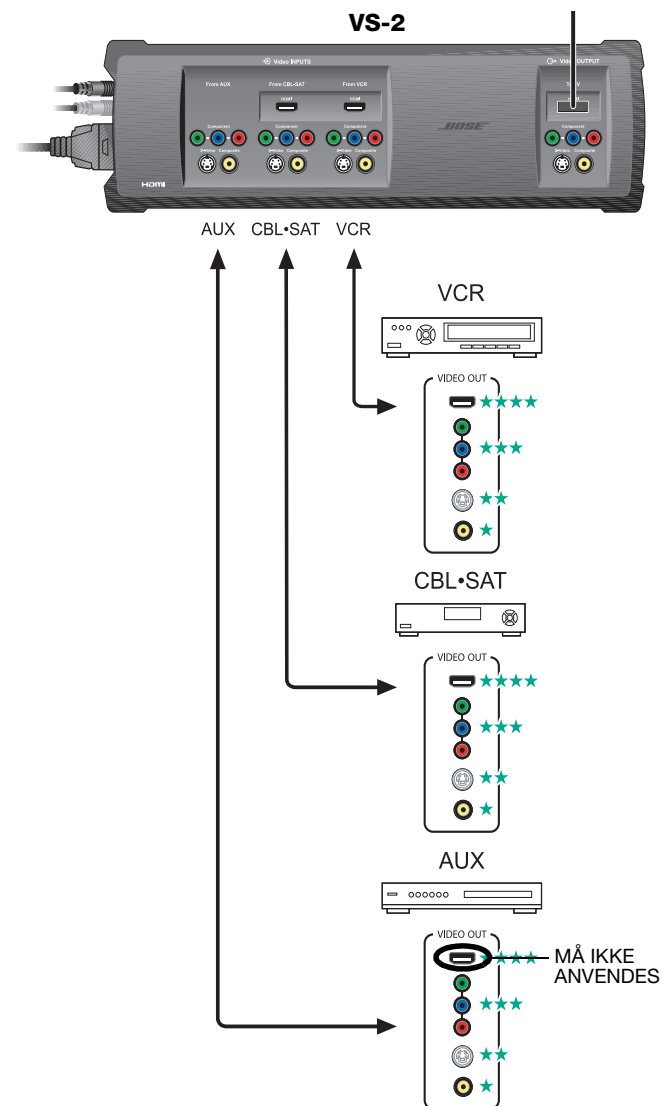 VS-2
Video INPUTS
Video OUTPUT
From AUX
From CBL•SAT
From VCR
HDMI
HDMI
Component
Component
Component
Component
S-Video Composite
S-Video Composite
S-Video Composite
S-Video Composite
BOSE
HDMI
AUX CBL•SAT VCR
VCR
VIDEO OUT
CBL•SAT
VIDEO OUT
AUX
VIDEO OUT
MÅ IKKE
ANVENDES